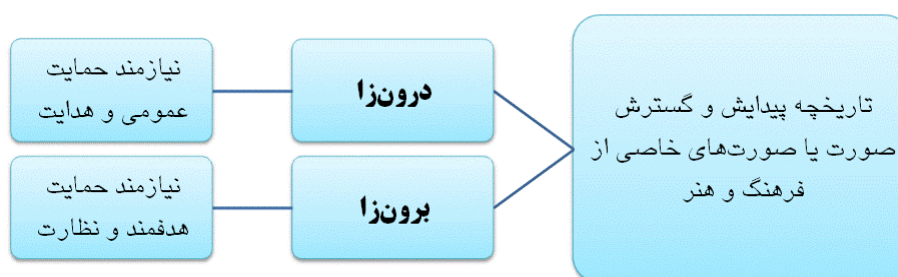 تاریخچه پیدایش و گسترش
صورت یا صورت‌های خاصی از
فرهنگ و هنر
درون‌زا
نیازمند حمایت
عمومی و هدایت
برون‌زا
نیازمند حمایت
هدفمند و نظارت